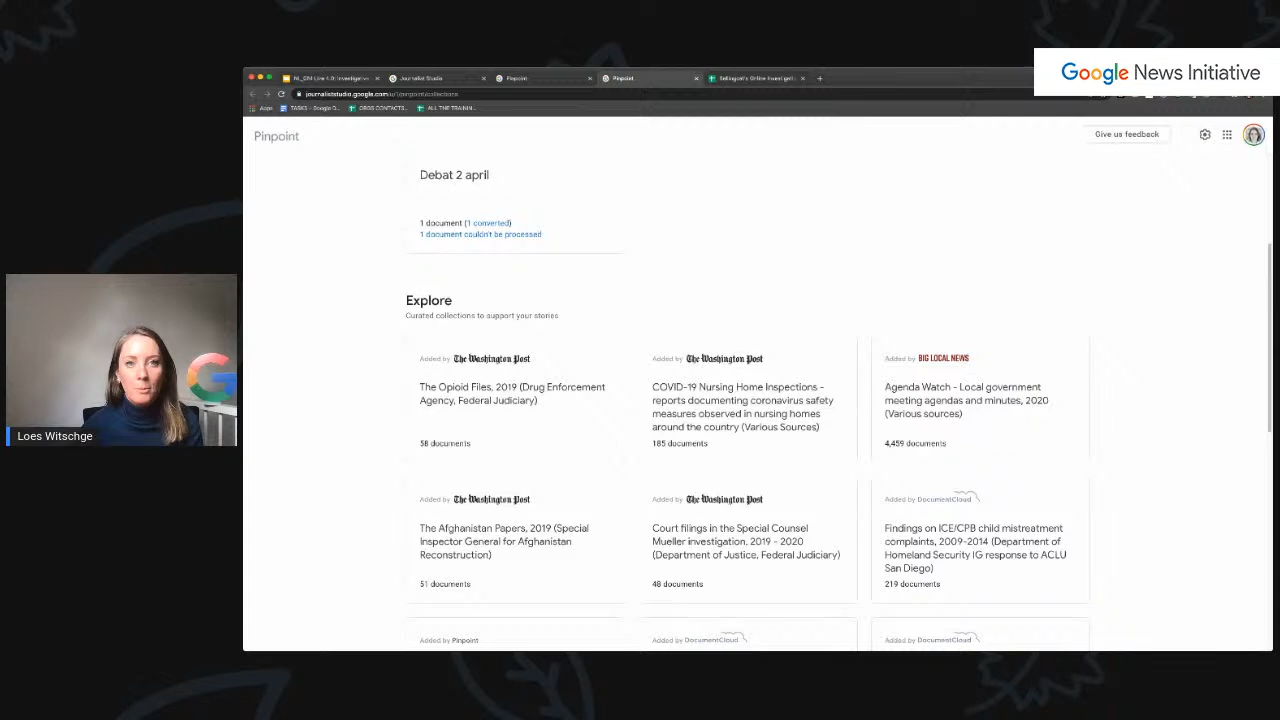 Google News Initiative
Journalist Studio
Pinpoint
Pinpoint
journaliststudio.google.com
Apps
Pinpoint
Give us feedback
Debat 2 april
1 document (1 converted)
1 document couldn't be processed
Explore
Curated collections to support your stories
Added by The Washington Post
The Opioid Files, 2019 (Drug Enforcement
Agency, Federal Judiciary)
58 documents
Added by The Washington Post
COVID-19 Nursing Home Inspections -
reports documenting coronavirus safety
measures observed in nursing homes
around the country (Various Sources)
185 documents
Added by BIG LOCAL NEWS
Agenda Watch - Local government
meeting agendas and minutes, 2020
(Various sources)
4,459 documents
Added by The Washington Post
The Afghanistan Papers, 2019 (Special
Inspector General for Afghanistan
Reconstruction)
51 documents
Added by The Washington Post
Court filings in the Special Counsel
Mueller investigation, 2019 - 2020
(Department of Justice, Federal Judiciary)
48 documents
Added by DocumentCloud
Findings on ICE/CPB child mistreatment
complaints, 2009-2014 (Department of
Homeland Security IG response to ACLU
San Diego)
219 documents
Added by Pinpoint
Added by DocumentCloud
Added by DocumentCloud
Loes Witschge